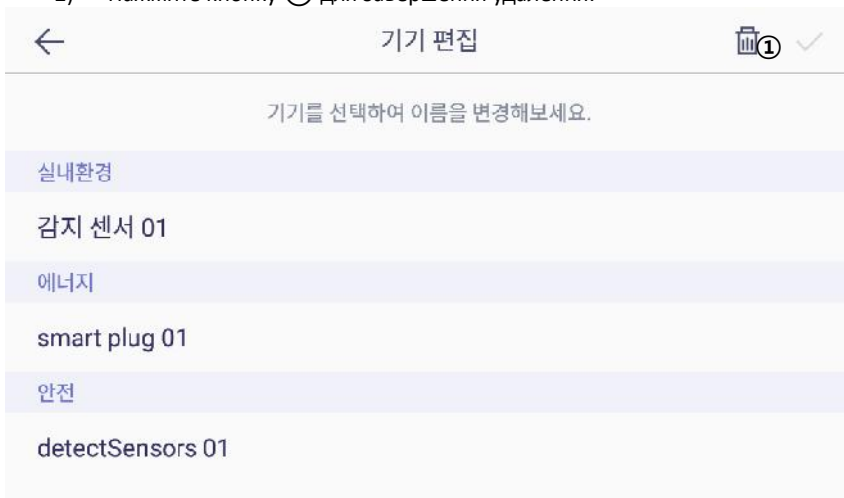 기기 편집
①
기기를 선택하여 이름을 변경해보세요.
실내환경
감지 센서 01
에너지
smart plug 01
안전
detectSensors 01